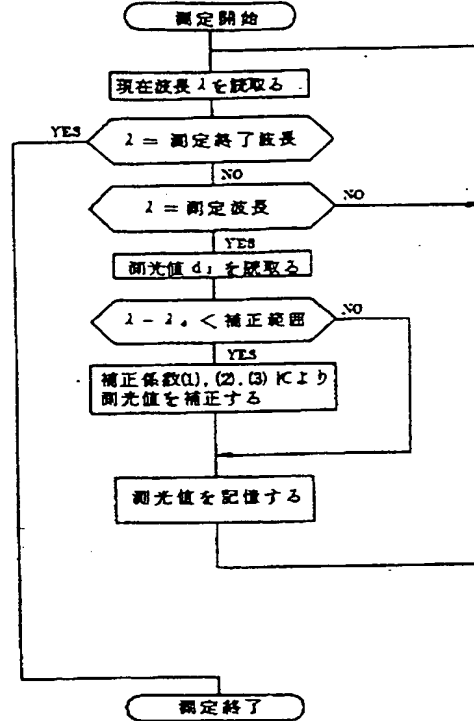 測定開始
現在波長λを読取る
YES
λ = 測定終了波長
NO
λ = 測定波長
NO
YES
測光値 dλ を読取る
λ - λ。< 補正範囲
NO
YES
補正係数(1), (2), (3) により
測光値を補正する
測光値を記憶する
測定終了